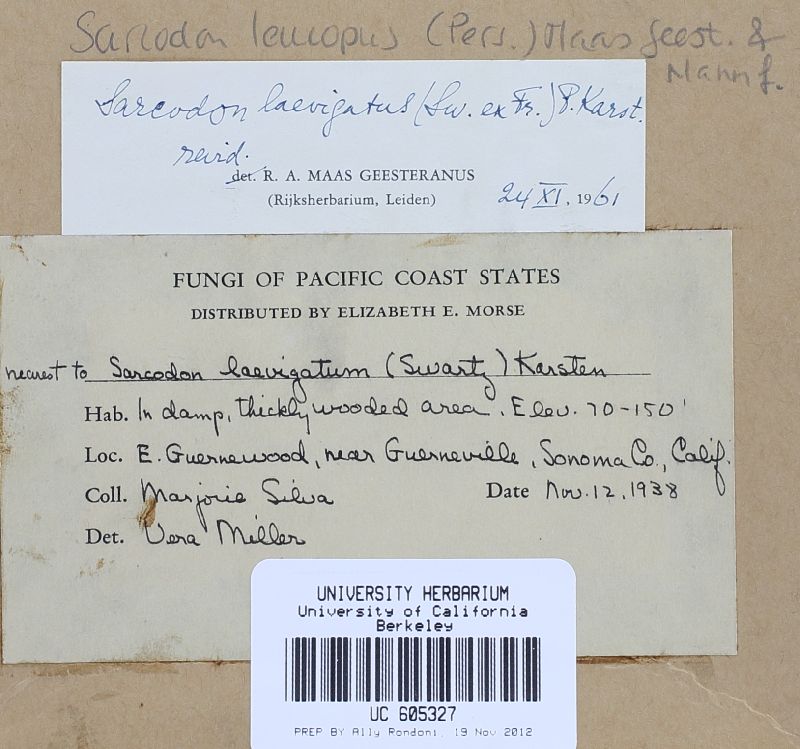 Sarcodon leucopus (Pers.) Maas Geest. &
Nannf.
Sarcodon laevigatus (Sw. ex Fr.) P. Karst.
revid.
det. R. A. MAAS GEESTERANUS
(Rijksherbarium, Leiden) 24 XI. 1961
FUNGI OF PACIFIC COAST STATES
DISTRIBUTED BY ELIZABETH E. MORSE
nearest to Sarcodon laevigatum (Swartz) Karsten
Hab. In damp, thickly wooded area. Elev. 70-150'
Loc. E. Guernewood, near Guerneville, Sonoma Co., Calif.
Coll. Marjorie Silva Date Nov. 12, 1938
Det. Vera Miller
UNIVERSITY HERBARIUM
University of California
Berkeley
UC 605327
PREP BY Ally Rondoni, 19 Nov 2012